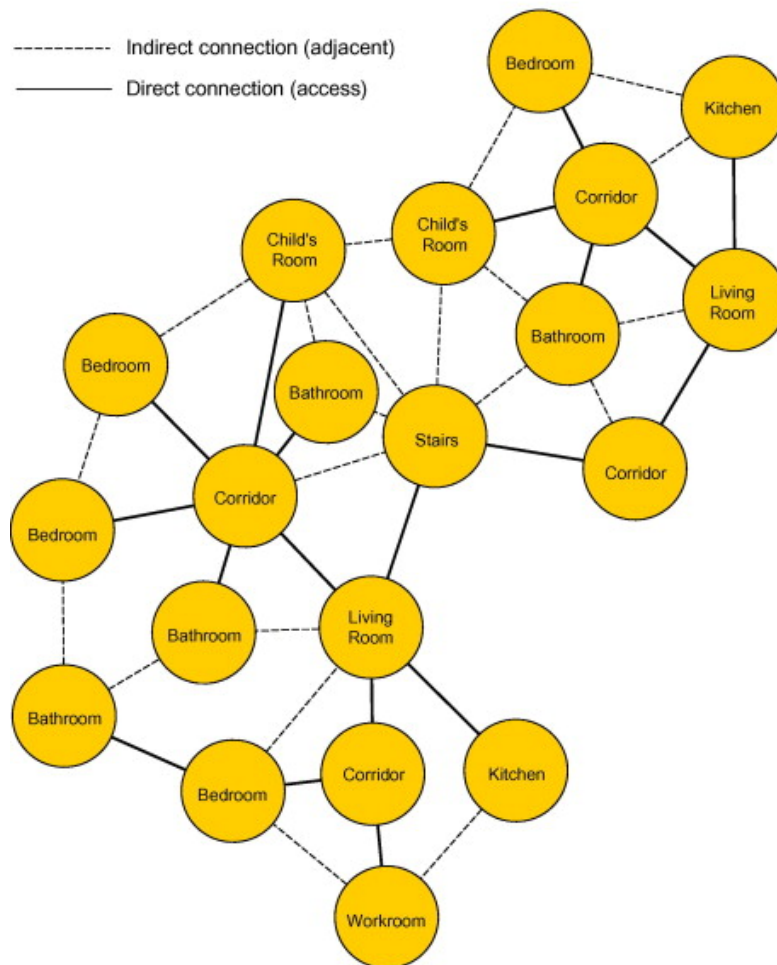 Indirect connection (adjacent)
Direct connection (access)
Bedroom
Kitchen
Corridor
Child's
Room
Child's
Room
Living
Room
Bathroom
Bedroom
Bathroom
Stairs
Corridor
Corridor
Bedroom
Living
Room
Bathroom
Bathroom
Corridor
Kitchen
Bedroom
Workroom